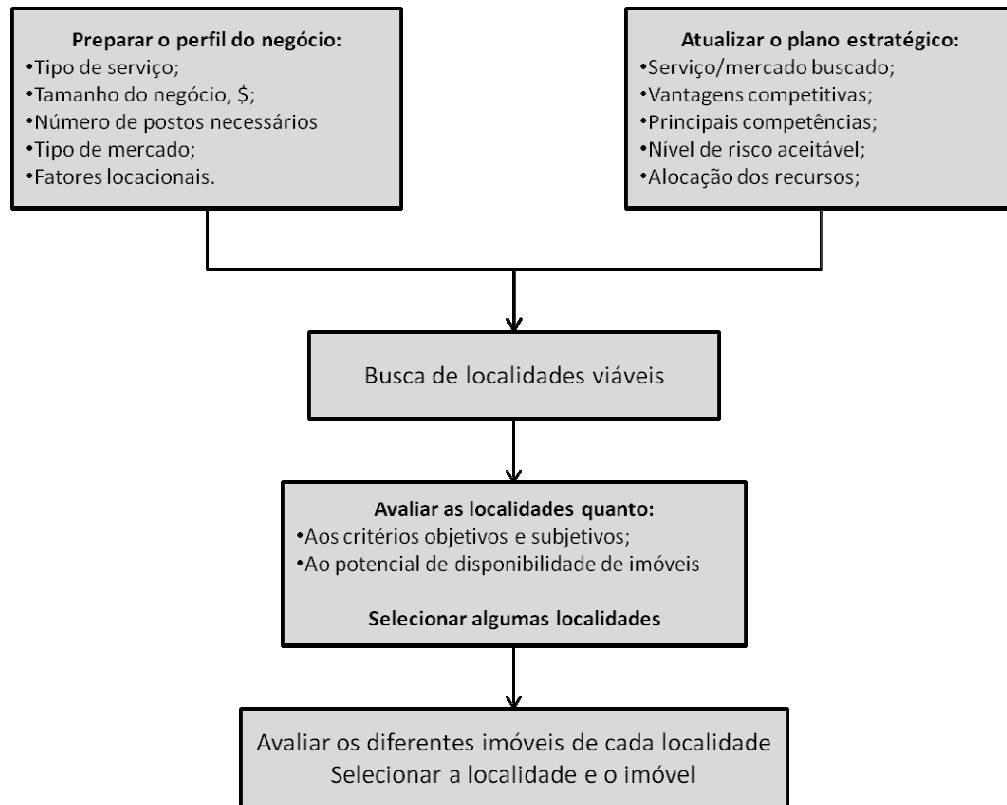 Preparar o perfil do negócio:
•Tipo de serviço;
•Tamanho do negócio, $;
•Número de postos necessários
•Tipo de mercado;
•Fatores locacionais.
Atualizar o plano estratégico:
•Serviço/mercado buscado;
•Vantagens competitivas;
•Principais competências;
•Nível de risco aceitável;
•Alocação dos recursos;
Busca de localidades viáveis
Avaliar as localidades quanto:
•Aos critérios objetivos e subjetivos;
•Ao potencial de disponibilidade de imóveis
Selecionar algumas localidades
Avaliar os diferentes imóveis de cada localidade
Selecionar a localidade e o imóvel